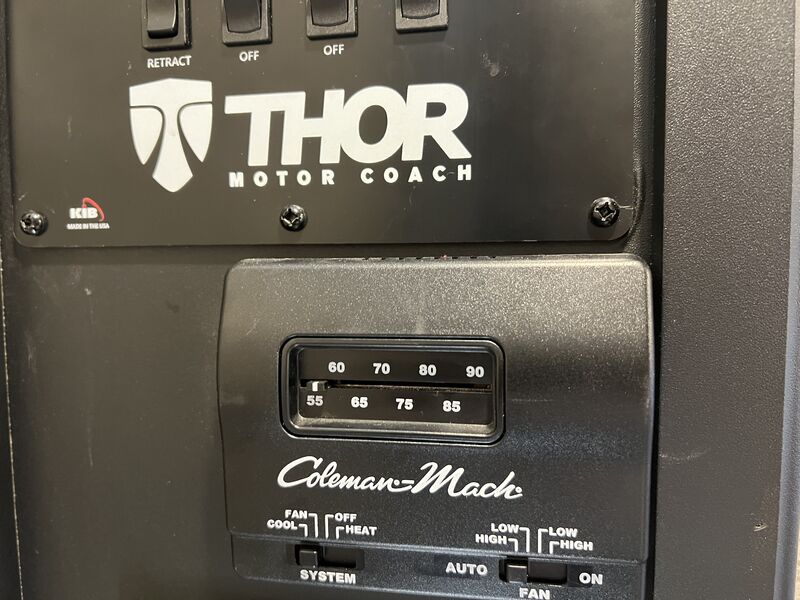 RETRACT OFF OFF
THOR
MOTOR COACH
KIB
MADE IN THE USA
60 70 80 90
55 65 75 85
Coleman-Mach
FAN OFF
COOL HEAT
LOW LOW
HIGH HIGH
SYSTEM
AUTO ON
FAN